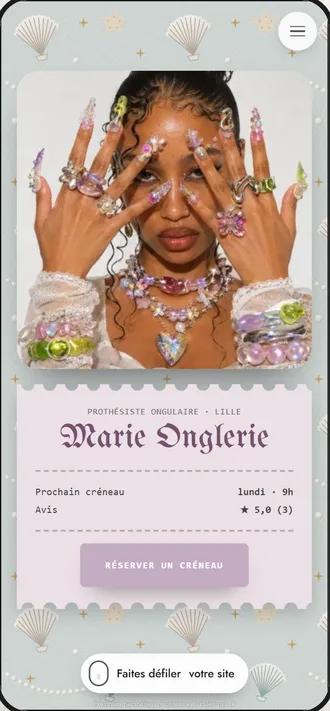 PROTHÉSISTE ONGULAIRE · LILLE
Marie Onglerie
Prochain créneau lundi · 9h
Avis ★ 5,0 (3)
RÉSERVER UN CRÉNEAU
Faites défiler votre site